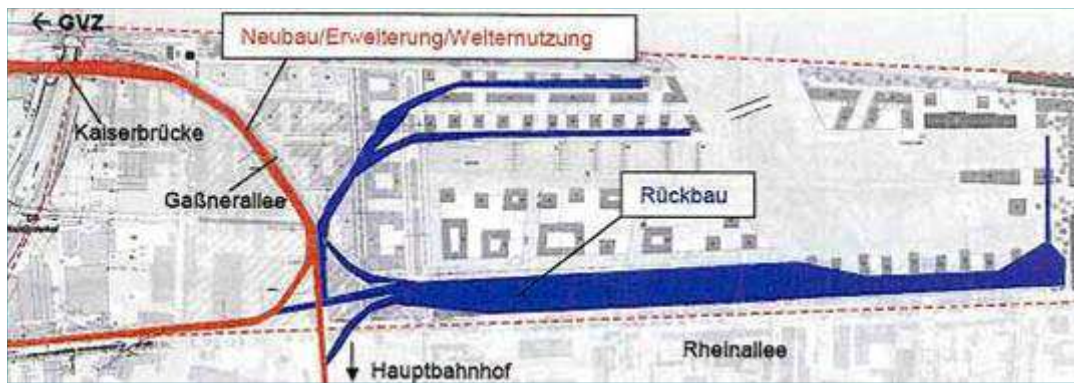 ← GVZ
Neubau/Erweiterung/Weiternutzung
Kaiserbrücke
Gaßnerallee
Rückbau
Rheinallee
Hauptbahnhof